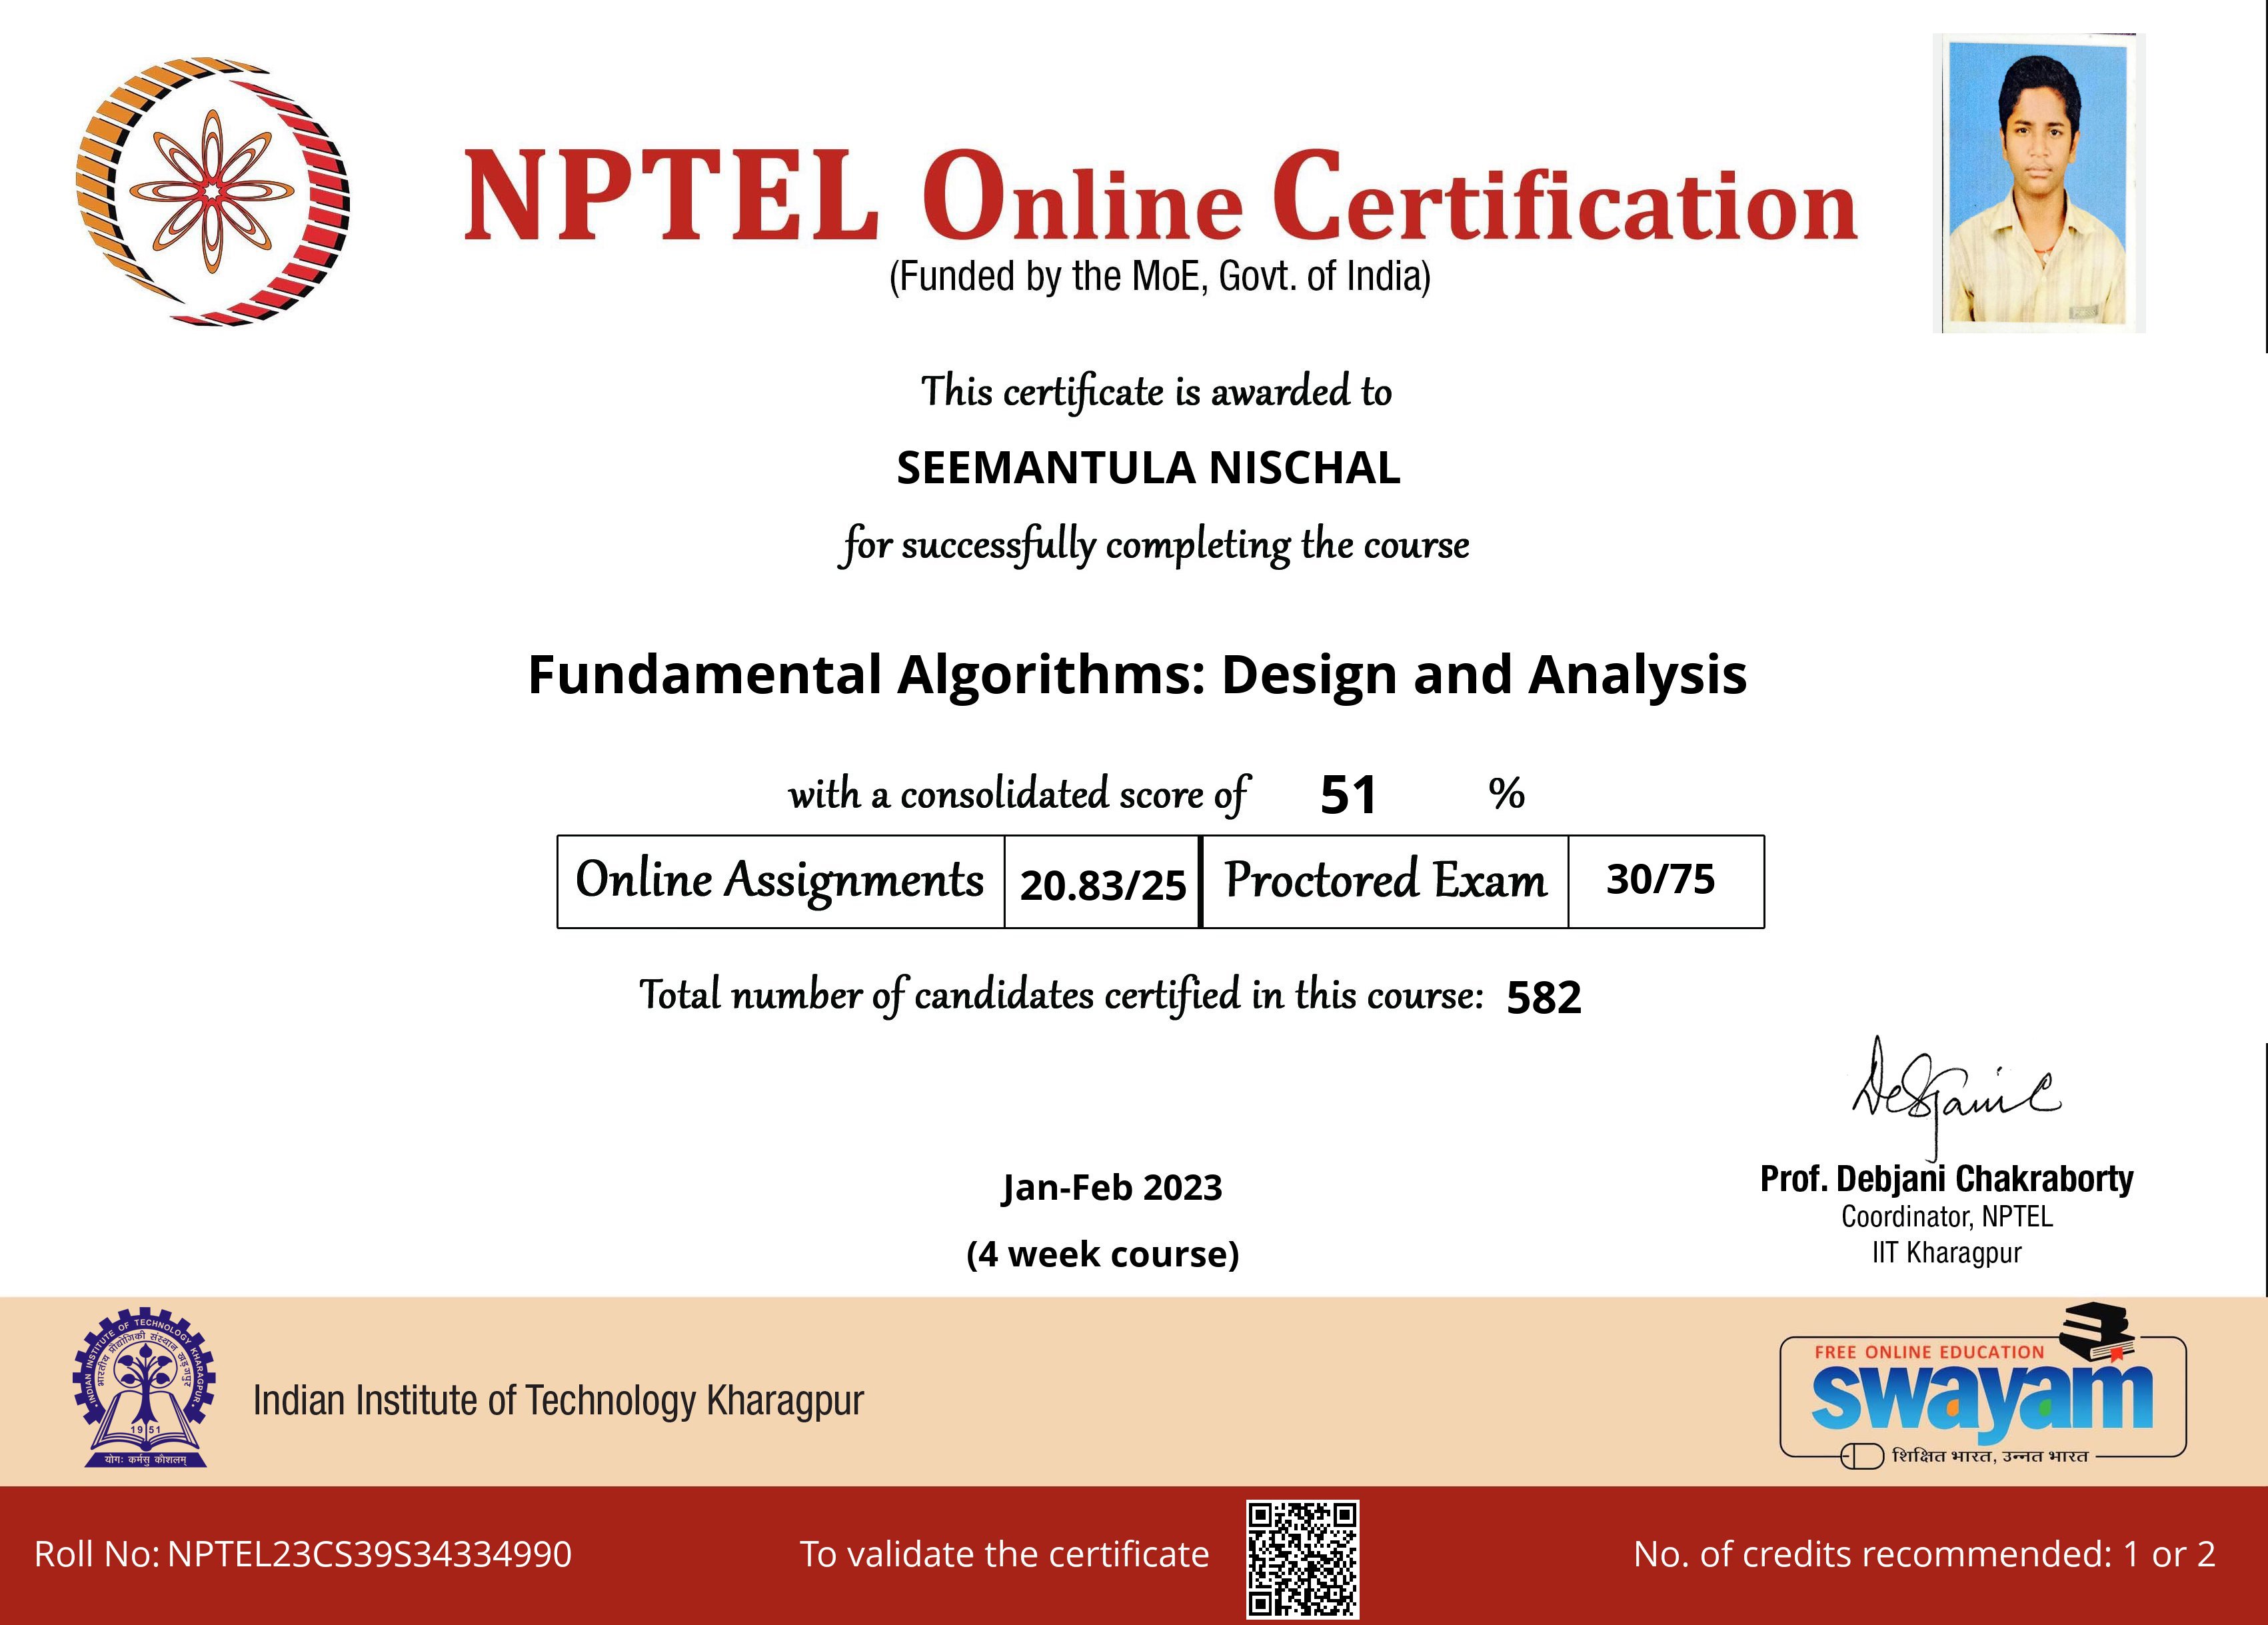 NPTEL Online Certification
(Funded by the MoE, Govt. of India)
This certificate is awarded to
SEEMANTULA NISCHAL
for successfully completing the course
Fundamental Algorithms: Design and Analysis
with a consolidated score of 51 %
Online Assignments 20.83/25 Proctored Exam 30/75
Total number of candidates certified in this course: 582
Jan-Feb 2023
(4 week course)
Prof. Debjani Chakraborty
Coordinator, NPTEL
IIT Kharagpur
INDIAN INSTITUTE OF TECHNOLOGY KHARAGPUR
भारतीय प्रौद्योगिकी संस्थान खड़गपुर
1951
योगः कर्मसु कौशलम्
Indian Institute of Technology Kharagpur
FREE ONLINE EDUCATION
swayam
शिक्षित भारत, उन्नत भारत
Roll No: NPTEL23CS39S34334990
To validate the certificate
No. of credits recommended: 1 or 2